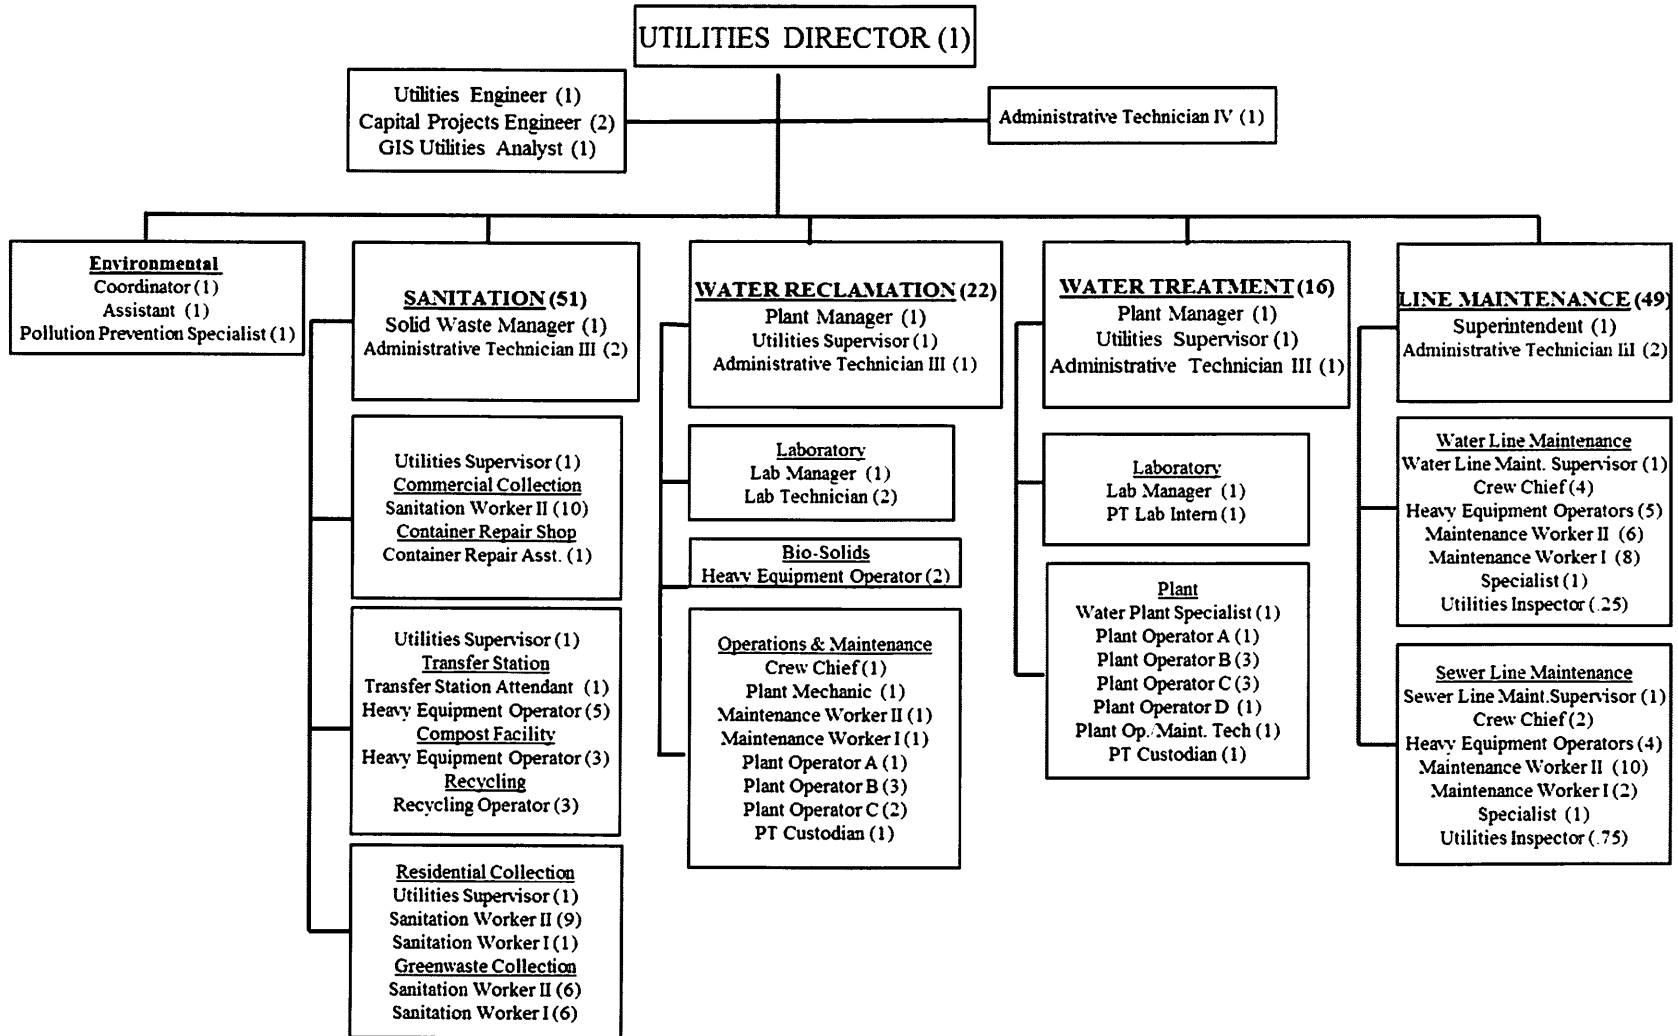 UTILITIES DIRECTOR (1)
Utilities Engineer (1)
Capital Projects Engineer (2)
GIS Utilities Analyst (1)
Administrative Technician IV (1)
Environmental
Coordinator (1)
Assistant (1)
Pollution Prevention Specialist (1)
SANITATION (51)
Solid Waste Manager (1)
Administrative Technician III (2)
Utilities Supervisor (1)
Commercial Collection
Sanitation Worker II (10)
Container Repair Shop
Container Repair Asst. (1)
Utilities Supervisor (1)
Transfer Station
Transfer Station Attendant (1)
Heavy Equipment Operator (5)
Compost Facility
Heavy Equipment Operator (3)
Recycling
Recycling Operator (3)
Residential Collection
Utilities Supervisor (1)
Sanitation Worker II (9)
Sanitation Worker I (1)
Greenwaste Collection
Sanitation Worker II (6)
Sanitation Worker I (6)
WATER RECLAMATION (22)
Plant Manager (1)
Utilities Supervisor (1)
Administrative Technician III (1)
Laboratory
Lab Manager (1)
Lab Technician (2)
Bio-Solids
Heavy Equipment Operator (2)
Operations & Maintenance
Crew Chief (1)
Plant Mechanic (1)
Maintenance Worker II (1)
Maintenance Worker I (1)
Plant Operator A (1)
Plant Operator B (3)
Plant Operator C (2)
PT Custodian (1)
WATER TREATMENT (16)
Plant Manager (1)
Utilities Supervisor (1)
Administrative Technician III (1)
Laboratory
Lab Manager (1)
PT Lab Intern (1)
Plant
Water Plant Specialist (1)
Plant Operator A (1)
Plant Operator B (3)
Plant Operator C (3)
Plant Operator D (1)
Plant Op./Maint. Tech (1)
PT Custodian (1)
LINE MAINTENANCE (49)
Superintendent (1)
Administrative Technician III (2)
Water Line Maintenance
Water Line Maint. Supervisor (1)
Crew Chief (4)
Heavy Equipment Operators (5)
Maintenance Worker II (6)
Maintenance Worker I (8)
Specialist (1)
Utilities Inspector (.25)
Sewer Line Maintenance
Sewer Line Maint.Supervisor (1)
Crew Chief (2)
Heavy Equipment Operators (4)
Maintenance Worker II (10)
Maintenance Worker I (2)
Specialist (1)
Utilities Inspector (.75)